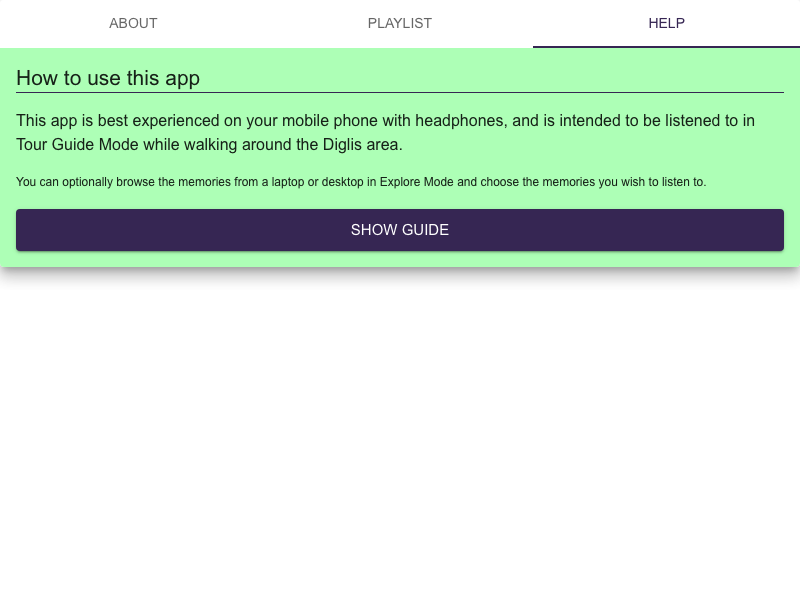 ABOUT
PLAYLIST
HELP
How to use this app
This app is best experienced on your mobile phone with headphones, and is intended to be listened to in
Tour Guide Mode while walking around the Diglis area.
You can optionally browse the memories from a laptop or desktop in Explore Mode and choose the memories you wish to listen to.
SHOW GUIDE